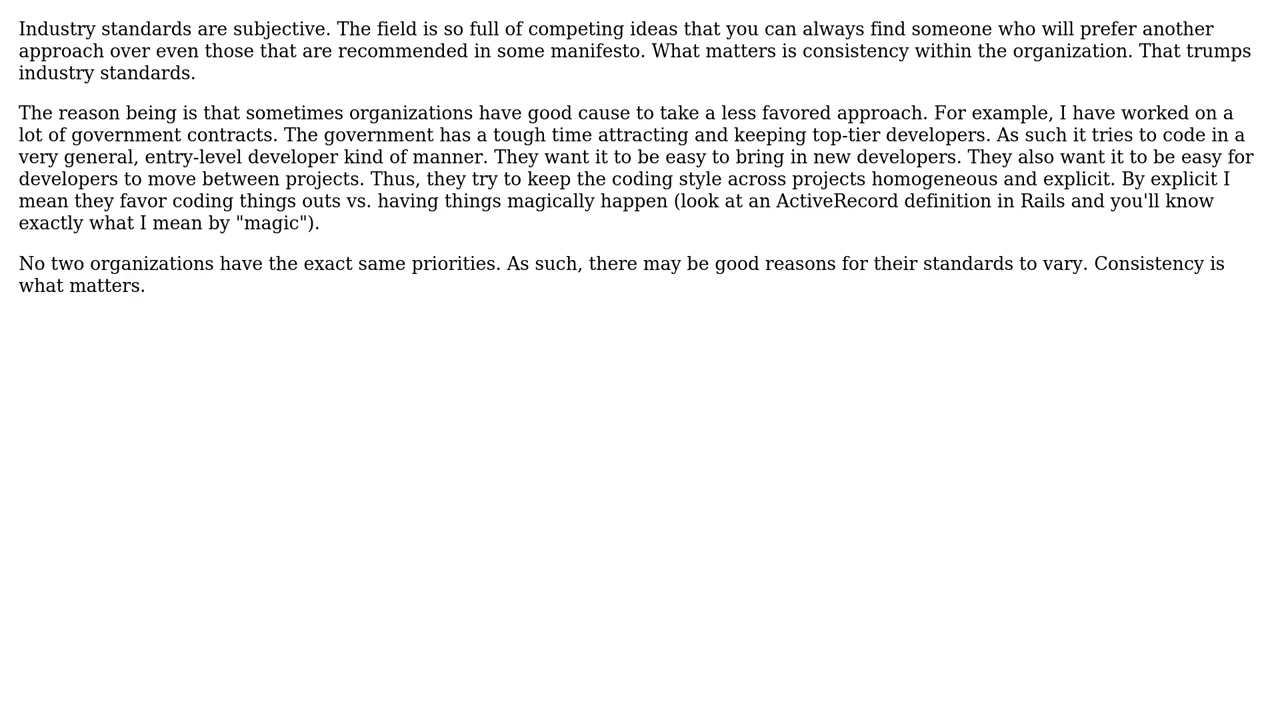 Industry standards are subjective. The field is so full of competing ideas that you can always find someone who will prefer another
approach over even those that are recommended in some manifesto. What matters is consistency within the organization. That trumps
industry standards.
The reason being is that sometimes organizations have good cause to take a less favored approach. For example, I have worked on a
lot of government contracts. The government has a tough time attracting and keeping top-tier developers. As such it tries to code in a
very general, entry-level developer kind of manner. They want it to be easy to bring in new developers. They also want it to be easy for
developers to move between projects. Thus, they try to keep the coding style across projects homogeneous and explicit. By explicit I
mean they favor coding things outs vs. having things magically happen (look at an ActiveRecord definition in Rails and you'll know
exactly what I mean by "magic").
No two organizations have the exact same priorities. As such, there may be good reasons for their standards to vary. Consistency is
what matters.